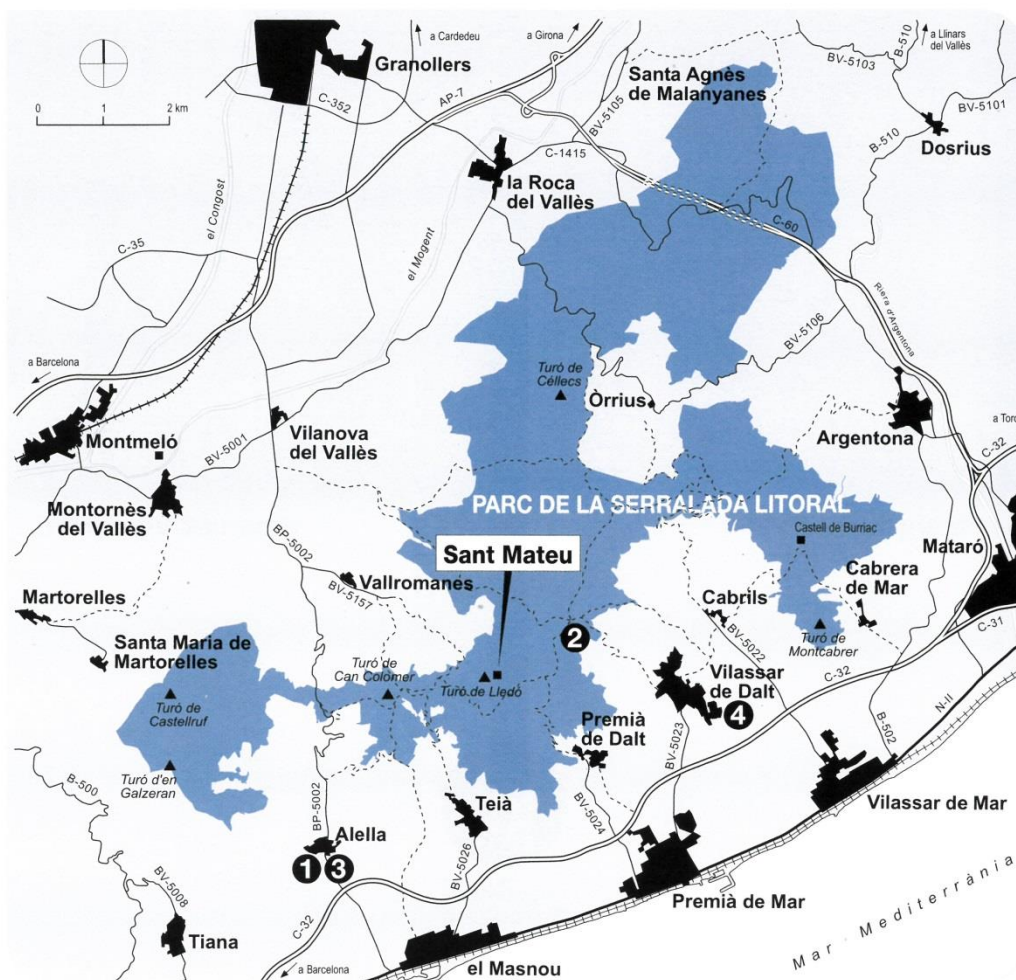 a Cardedeu
a Girona
B-510
a Llinars
del Vallès
Granollers
Santa Agnès
de Malanyanes
BV-5103
0 1 2 km
C-352
AP-7
BV-5105
BV-5101
B-510
Dosrius
C-1415
la Roca
del Vallès
el Congost
C-60
C-35
el Mogent
Riera d'Argentona
BV-5106
a Barcelona
Turó de
Céllecs
Òrrius
Argentona
Montmeló
Vilanova
del Vallès
BV-5001
C-32
Montornès
del Vallès
PARC DE LA SERRALADA LITORAL
Castell de Burriac
BP-5002
Sant Mateu
Mataró
Vallromanes
BV-5157
Cabrera
de Mar
Cabrils
Martorelles
C-31
2
BV-5022
Turó de
Montcabrer
Santa Maria de
Martorelles
Turó de
Can Colomer
Turó de Lledó
Vilassar
de Dalt
C-32
Turó de
Castellruf
4
N-II
Premià
de Dalt
BV-5023
B-502
Turó d'en
Galzeran
B-500
BP-5002
Teià
Vilassar de Mar
Alella
BV-5024
1 3
BV-5026
BV-5008
Premià de Mar
C-32
Tiana
Mar Mediterrània
a Barcelona
el Masnou